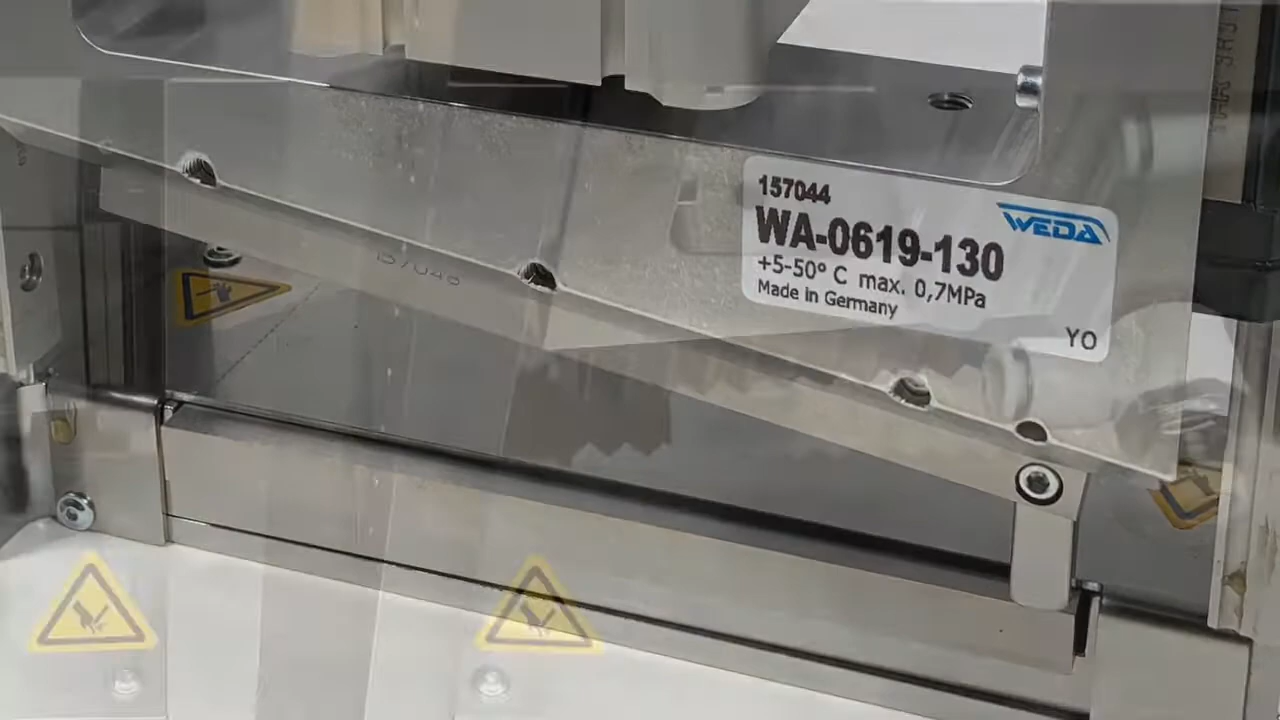 157044
WA-0619-130
WEDA
+5-50° C max. 0,7MPa
Made in Germany
YO